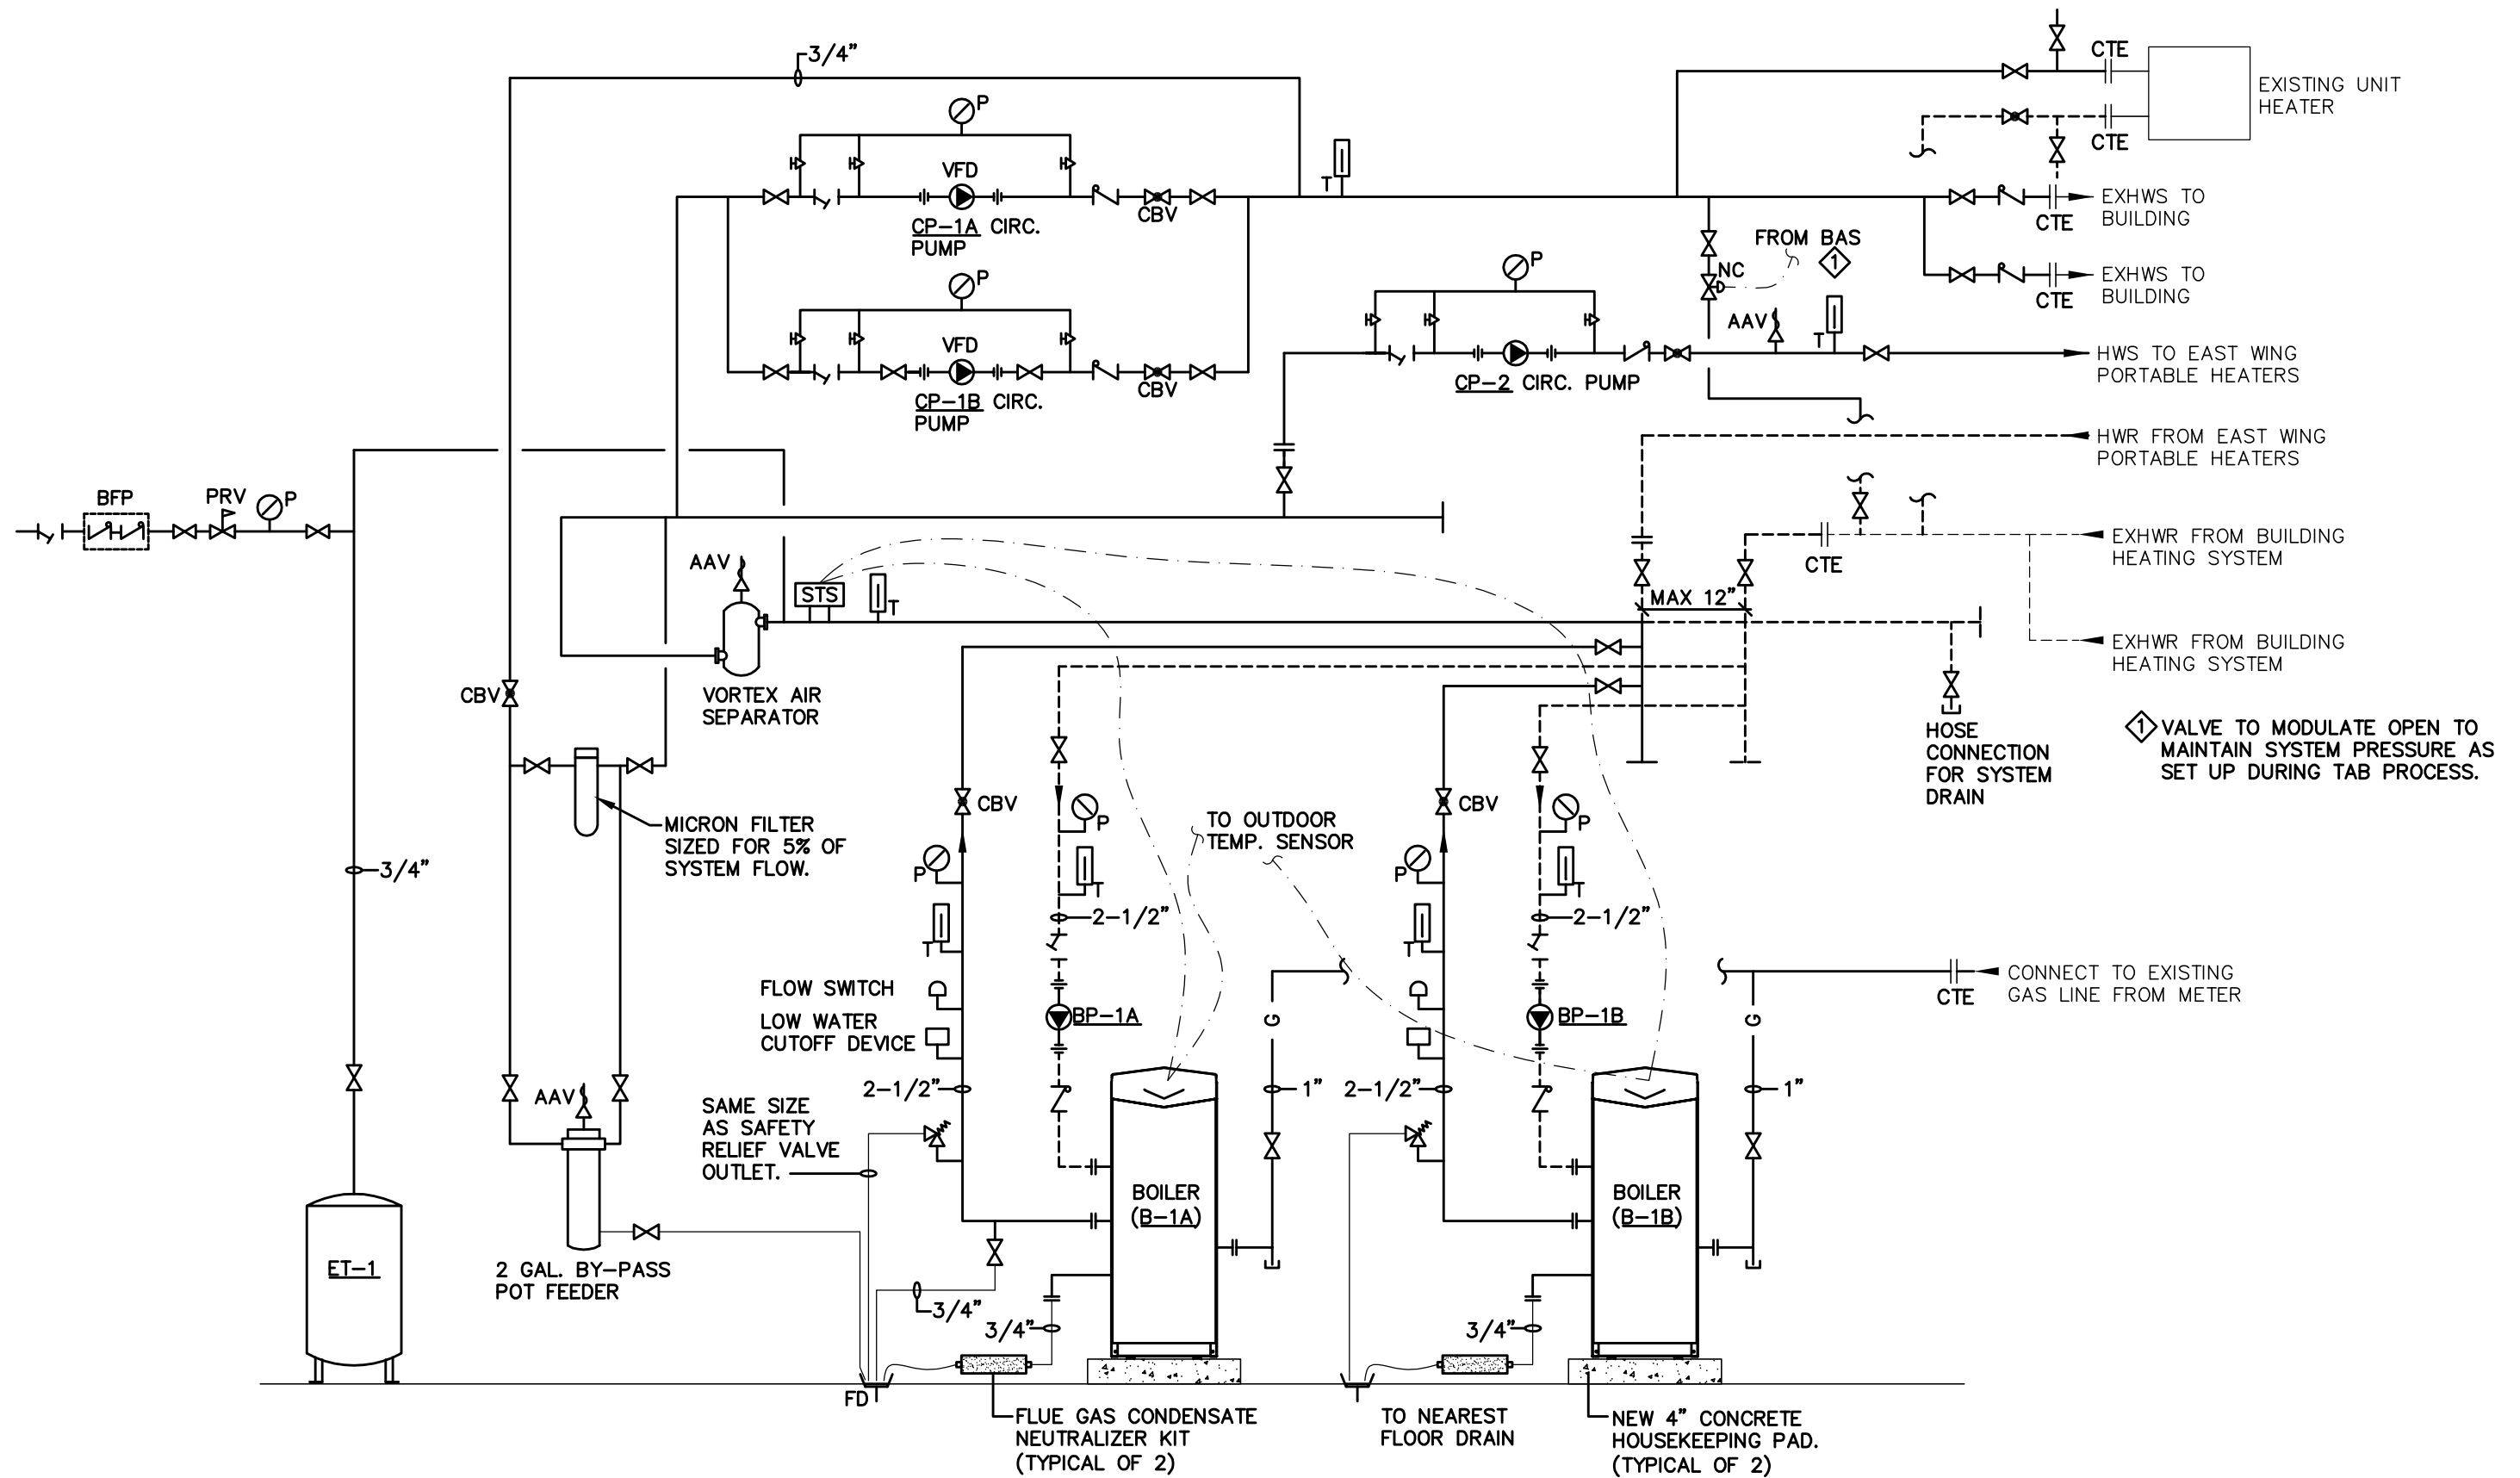 3/4”
CTE
EXISTING UNIT
HEATER
P
VFD
CP-1A CIRC.
PUMP
CBV
T
CTE
EXHWS TO
BUILDING
CTE
FROM BAS
1
NC
EXHWS TO
BUILDING
CTE
P
VFD
CP-1B CIRC.
PUMP
CBV
P
CP-2 CIRC. PUMP
AAV
T
HWS TO EAST WING
PORTABLE HEATERS
HWR FROM EAST WING
PORTABLE HEATERS
BFP
PRV
P
AAV
STS
T
MAX 12”
CTE
EXHWR FROM BUILDING
HEATING SYSTEM
EXHWR FROM BUILDING
HEATING SYSTEM
CBV
VORTEX AIR
SEPARATOR
HOSE
CONNECTION
FOR SYSTEM
DRAIN
1 VALVE TO MODULATE OPEN TO
MAINTAIN SYSTEM PRESSURE AS
SET UP DURING TAB PROCESS.
MICRON FILTER
SIZED FOR 5% OF
SYSTEM FLOW.
3/4”
CBV
P
P
T
T
2-1/2”
TO OUTDOOR
TEMP. SENSOR
CBV
P
P
T
T
2-1/2”
FLOW SWITCH
LOW WATER
CUTOFF DEVICE
BP-1A
G
BP-1B
G
CTE
CONNECT TO EXISTING
GAS LINE FROM METER
2-1/2”
1”
2-1/2”
1”
AAV
SAME SIZE
AS SAFETY
RELIEF VALVE
OUTLET.
BOILER
(B-1A)
BOILER
(B-1B)
ET-1
2 GAL. BY-PASS
POT FEEDER
3/4”
3/4”
3/4”
FD
FLUE GAS CONDENSATE
NEUTRALIZER KIT
(TYPICAL OF 2)
TO NEAREST
FLOOR DRAIN
NEW 4” CONCRETE
HOUSEKEEPING PAD.
(TYPICAL OF 2)